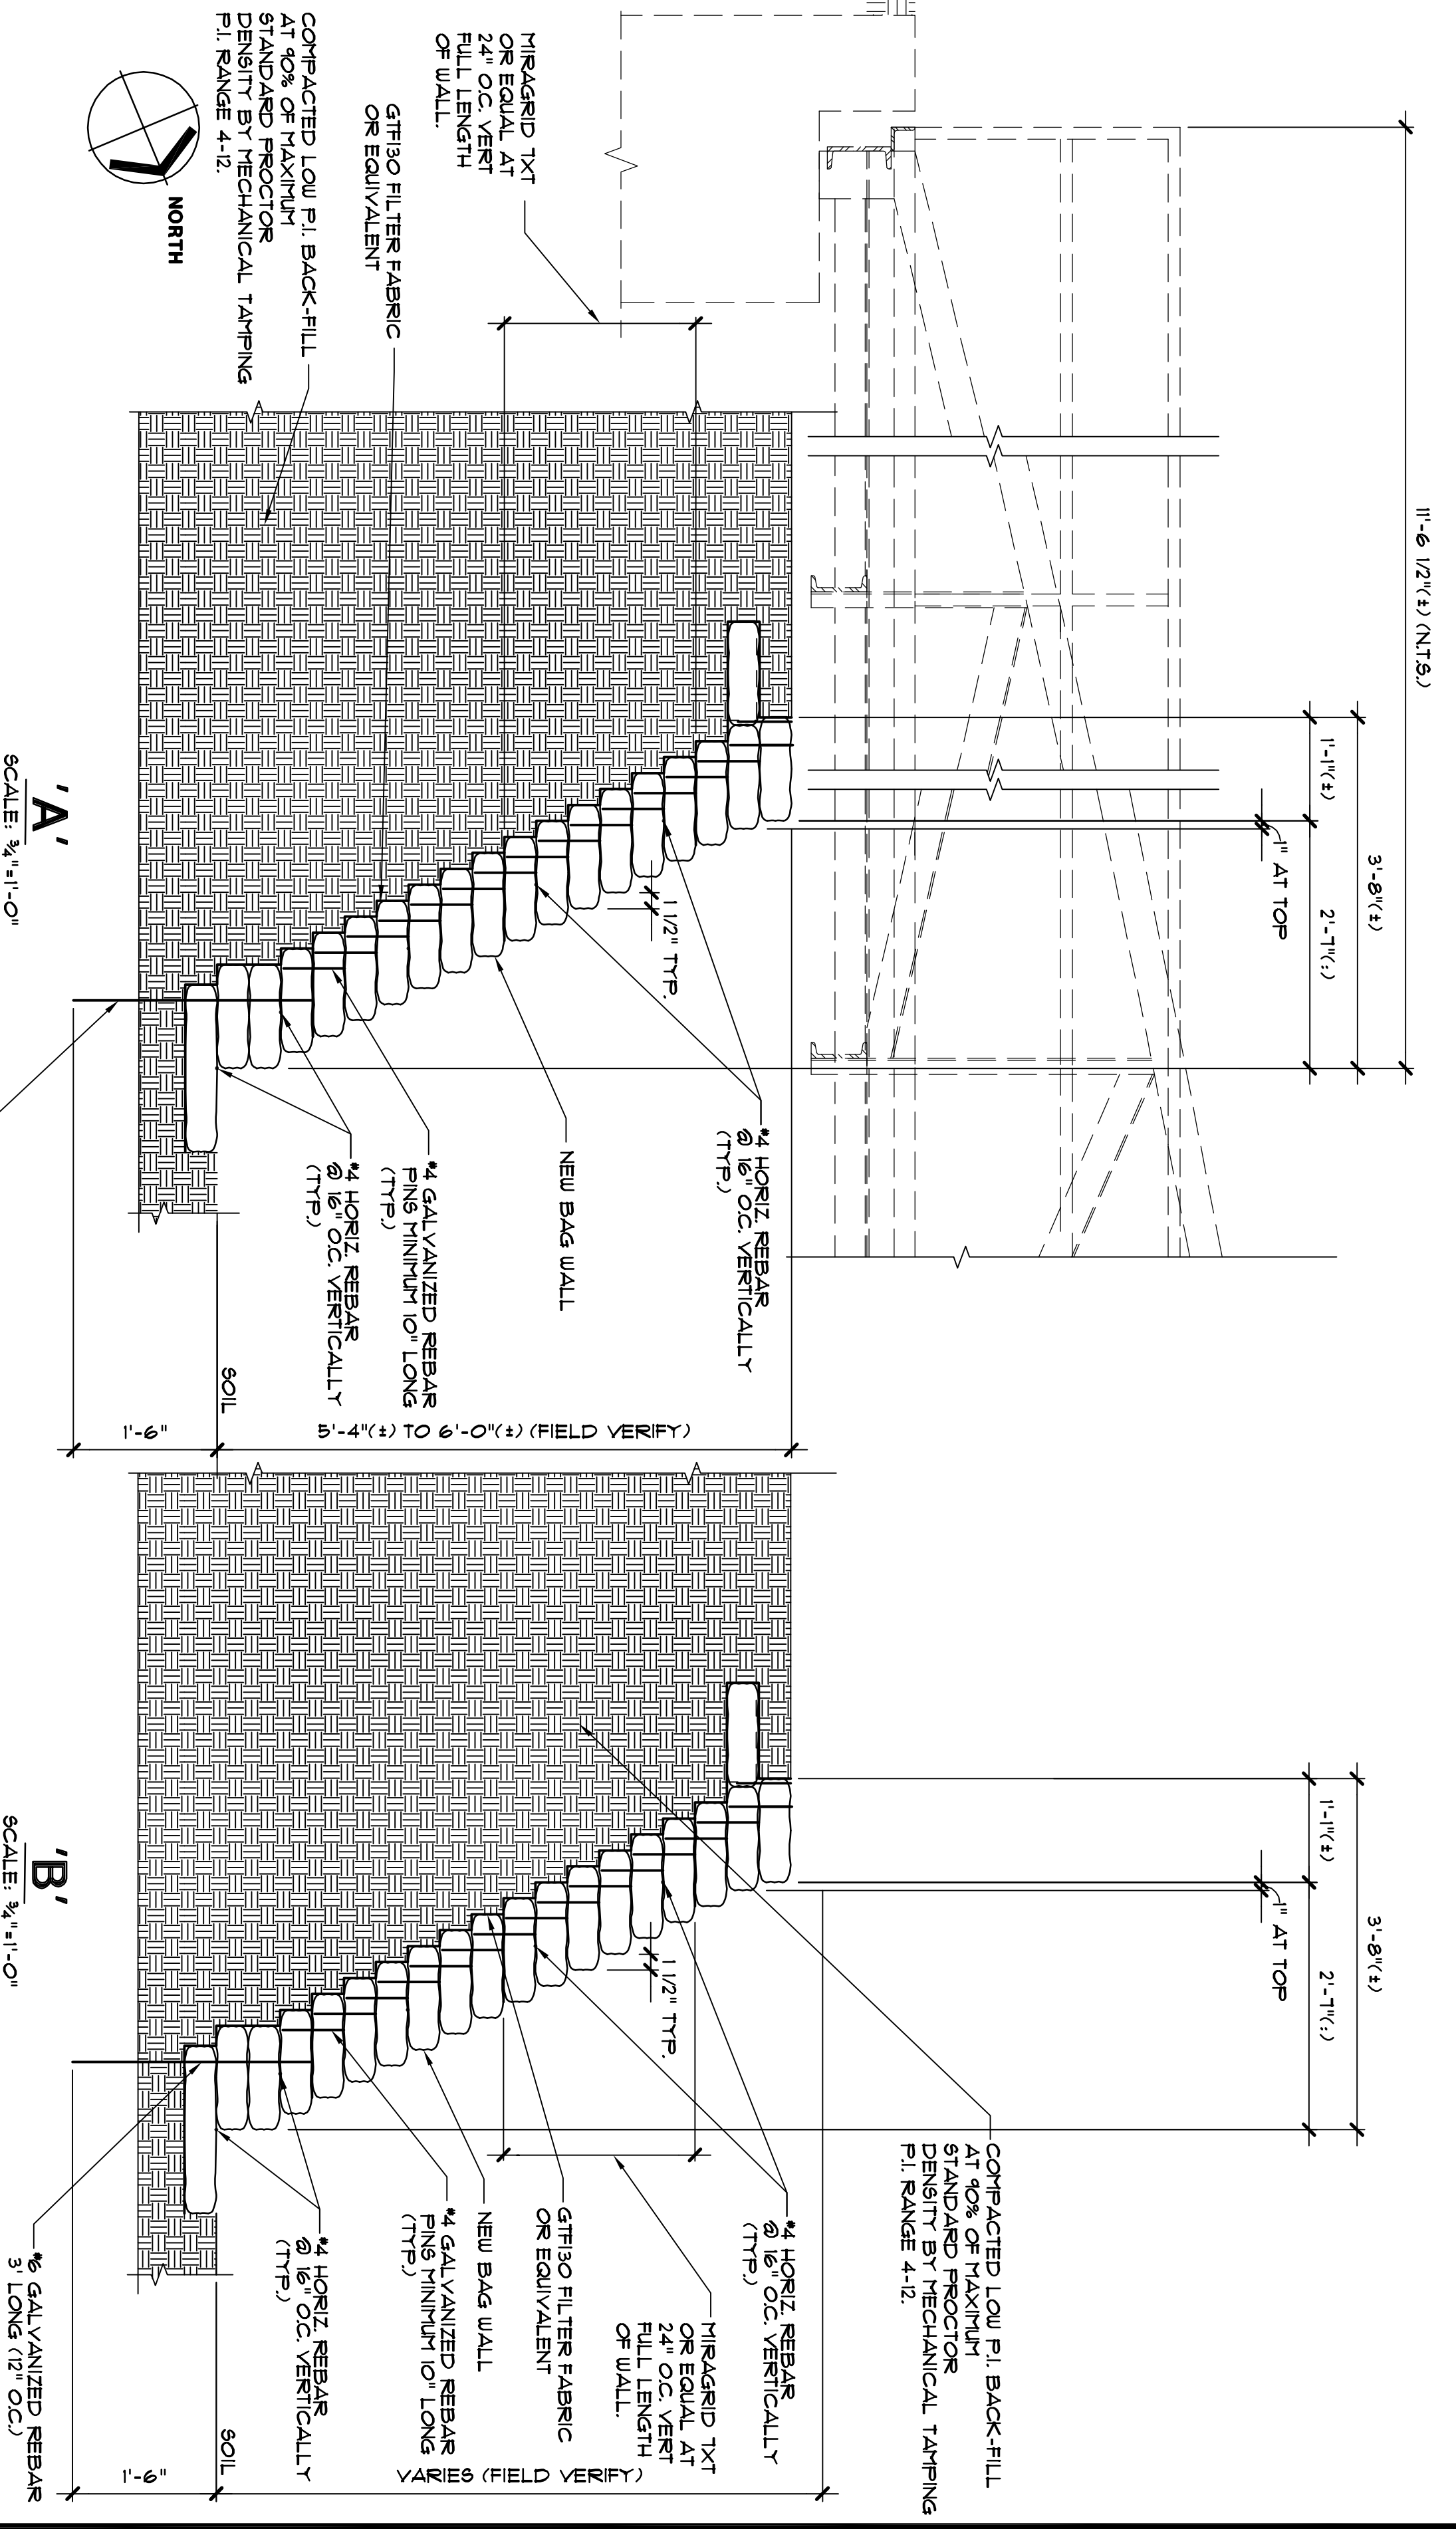 11'-6 1/2"(±) (N.T.S.)
3'-8"(±)
1'-1"(±)
2'-7"(:)
1" AT TOP
MIRAGRID 7XT
OR EQUAL AT
24" O.C. VERT
FULL LENGTH
OF WALL.
GTF130 FILTER FABRIC
OR EQUIVALENT
COMPACTED LOW P.I. BACK-FILL
AT 90% OF MAXIMUM
STANDARD PROCTOR
DENSITY BY MECHANICAL TAMPING
P.I. RANGE 4-12.
NORTH
1 1/2" TYP.
#4 HORIZ. REBAR
@ 16" O.C. VERTICALLY
(TYP.)
NEW BAG WALL
#4 GALVANIZED REBAR
PINS MINIMUM 10" LONG
(TYP.)
#4 HORIZ. REBAR
@ 16" O.C. VERTICALLY
(TYP.)
SOIL
5'-4"(±) TO 6'-0"(±) (FIELD VERIFY)
1'-6"
'A'
SCALE: 3/4"=1'-0"
3'-8"(±)
1'-1"(±)
2'-7"(:)
1" AT TOP
1 1/2" TYP.
COMPACTED LOW P.I. BACK-FILL
AT 90% OF MAXIMUM
STANDARD PROCTOR
DENSITY BY MECHANICAL TAMPING
P.I. RANGE 4-12.
#4 HORIZ. REBAR
@ 16" O.C. VERTICALLY
(TYP.)
MIRAGRID 7XT
OR EQUAL AT
24" O.C. VERT
FULL LENGTH
OF WALL.
GTF130 FILTER FABRIC
OR EQUIVALENT
NEW BAG WALL
#4 GALVANIZED REBAR
PINS MINIMUM 10" LONG
(TYP.)
#4 HORIZ. REBAR
@ 16" O.C. VERTICALLY
(TYP.)
SOIL
VARIES (FIELD VERIFY)
1'-6"
#6 GALVANIZED REBAR
3' LONG (12" O.C.)
'B'
SCALE: 3/4"=1'-0"